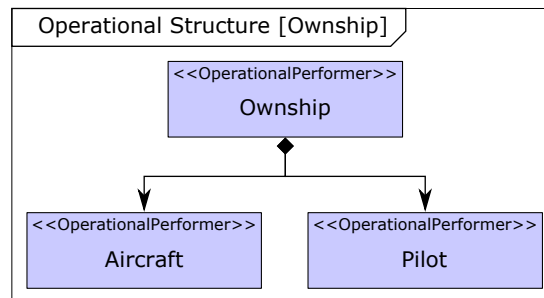 Operational Structure [Ownship]
<<OperationalPerformer>>
Ownship
<<OperationalPerformer>>
Aircraft
<<OperationalPerformer>>
Pilot